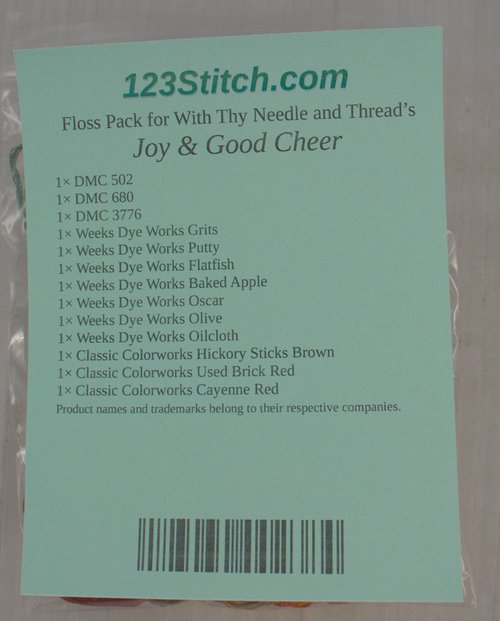 123Stitch.com
Floss Pack for With Thy Needle and Thread's
Joy & Good Cheer
1× DMC 502
1× DMC 680
1× DMC 3776
1× Weeks Dye Works Grits
1× Weeks Dye Works Putty
1× Weeks Dye Works Flatfish
1× Weeks Dye Works Baked Apple
1× Weeks Dye Works Oscar
1× Weeks Dye Works Olive
1× Weeks Dye Works Oilcloth
1× Classic Colorworks Hickory Sticks Brown
1× Classic Colorworks Used Brick Red
1× Classic Colorworks Cayenne Red
Product names and trademarks belong to their respective companies.